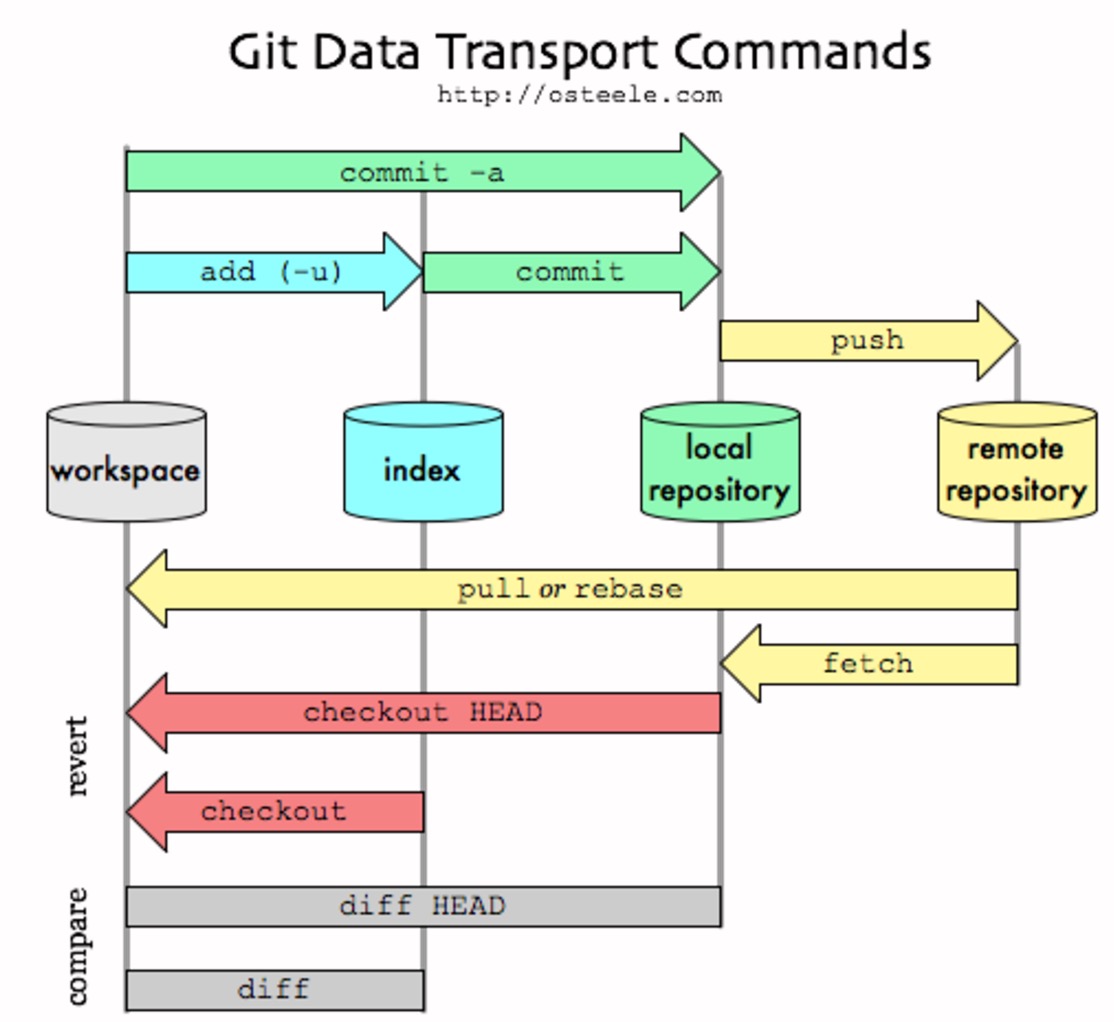 Git Data Transport Commands
http://osteele.com
commit -a
add (-u)
commit
push
workspace
index
local
repository
remote
repository
pull or rebase
fetch
revert
checkout HEAD
checkout
compare
diff HEAD
diff